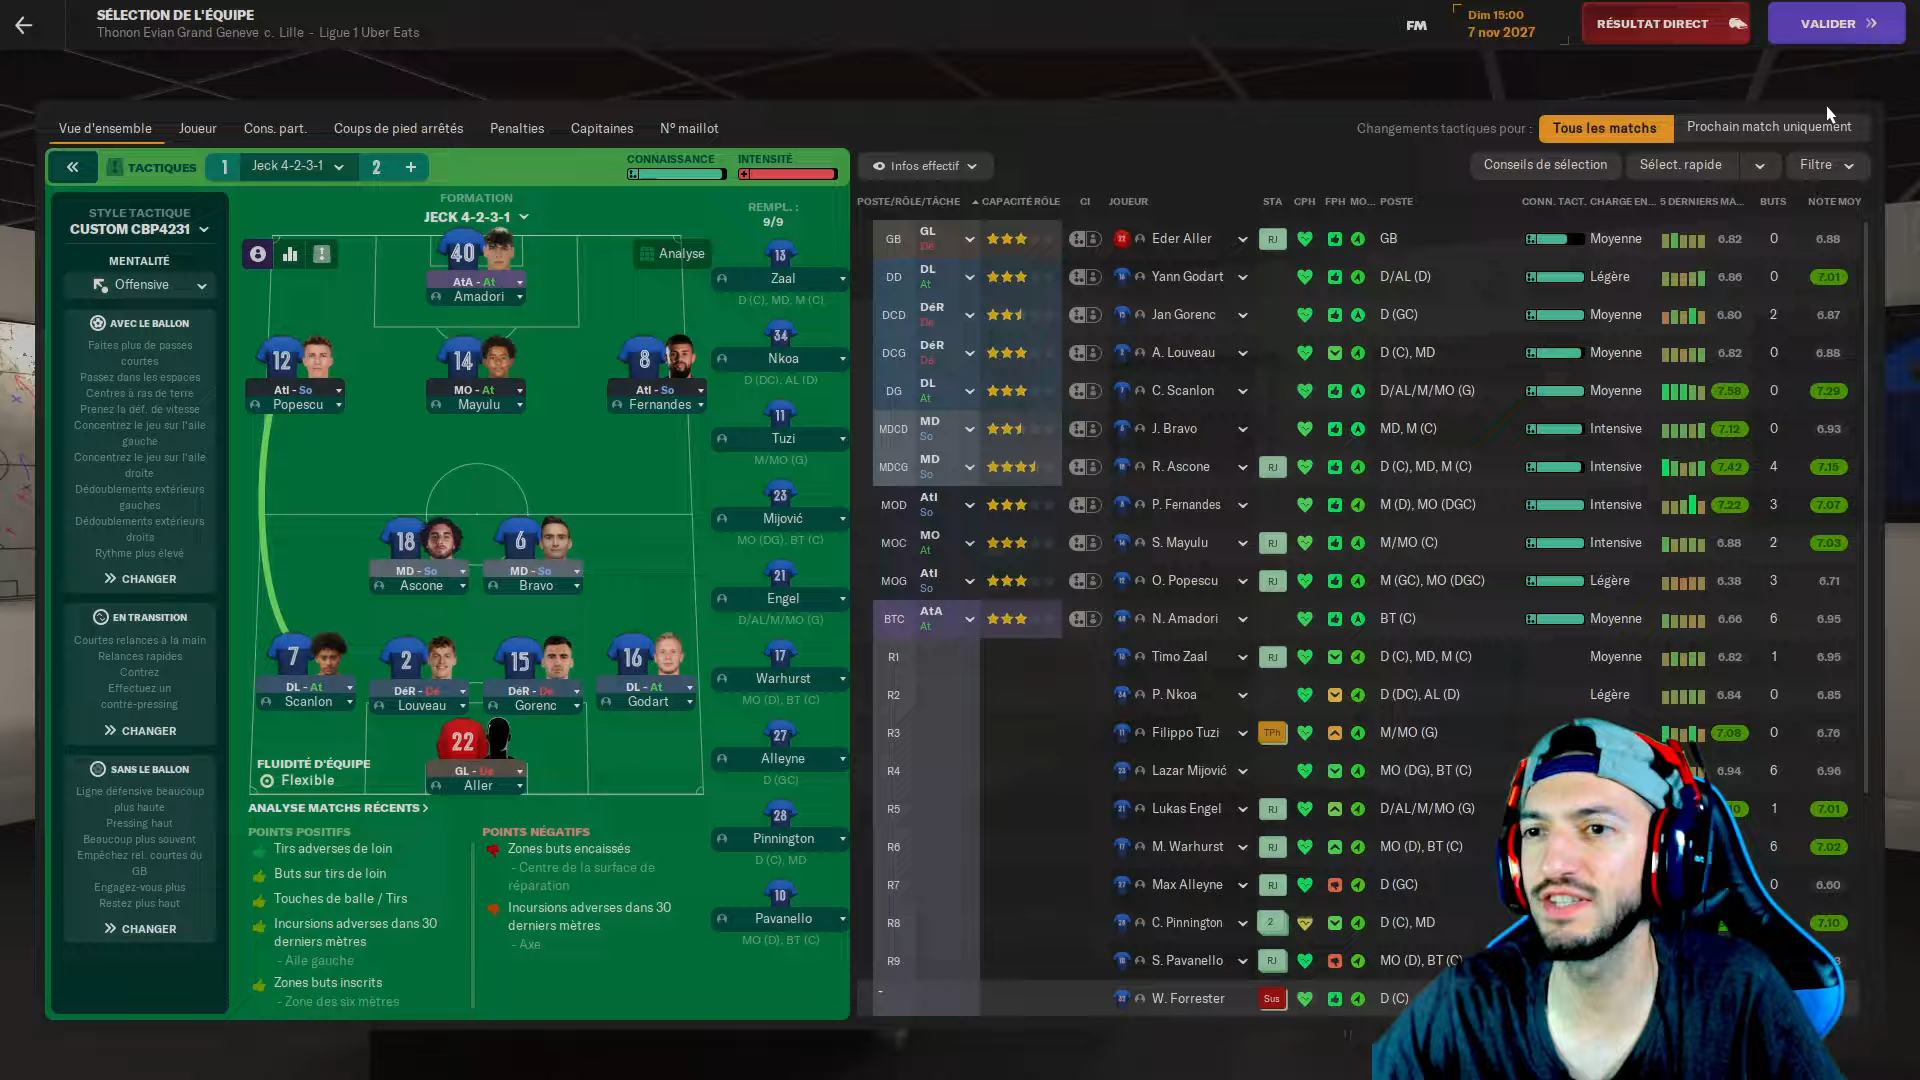 SÉLECTION DE L'ÉQUIPE
Thonon Evian Grand Geneve c. Lille - Ligue 1 Uber Eats
FM
Dim 15:00
7 nov 2027
RÉSULTAT DIRECT
VALIDER
Vue d'ensemble Joueur Cons. part. Coups de pied arrêtés Penalties Capitaines N° maillot
Changements tactiques pour : Tous les matchs Prochain match uniquement
TACTIQUES 1 Jeck 4-2-3-1 2 +
CONNAISSANCE INTENSITÉ
STYLE TACTIQUE
CUSTOM CBP4231
MENTALITÉ
Offensive
AVEC LE BALLON
Faites plus de passes
courtes
Passez dans les espaces
Centres à ras de terre
Prenez la déf. de vitesse
Concentrez le jeu sur l'aile
gauche
Concentrez le jeu sur l'aile
droite
Dédoublements extérieurs
gauches
Dédoublements extérieurs
droits
Rythme plus élevé
CHANGER
EN TRANSITION
Courtes relances à la main
Relances rapides
Contrez
Effectuez un
contre-pressing
CHANGER
SANS LE BALLON
Ligne défensive beaucoup
plus haute
Pressing haut
Beaucoup plus souvent
Empêchez rel. courtes du
GB
Engagez-vous plus
Restez plus haut
CHANGER
FORMATION
JECK 4-2-3-1
Analyse
40
AtA - At
Amadori
12
AtI - So
Popescu
14
MO - At
Mayulu
8
AtI - So
Fernandes
18
MD - So
Ascone
6
MD - So
Bravo
7
DL - At
Scanlon
2
DéR - Dé
Louveau
15
DéR - Dé
Gorenc
16
DL - At
Godart
22
GL - Dé
Aller
FLUIDITÉ D'ÉQUIPE
Flexible
ANALYSE MATCHS RÉCENTS >
POINTS POSITIFS
Tirs adverses de loin
Buts sur tirs de loin
Touches de balle / Tirs
Incursions adverses dans 30
derniers mètres
- Aile gauche
Zones buts inscrits
- Zone des six mètres
POINTS NÉGATIFS
Zones buts encaissés
- Centre de la surface de
réparation
Incursions adverses dans 30
derniers mètres
- Axe
REMPL. :
9/9
13
Zaal
D (C), MD, M (C)
34
Nkoa
D (DC), AL (D)
11
Tuzi
M/MO (G)
23
Mijović
MO (DG), BT (C)
21
Engel
D/AL/M/MO (G)
17
Warhurst
MO (D), BT (C)
27
Alleyne
D (GC)
28
Pinnington
D (C), MD
10
Pavanello
MO (D), BT (C)
Infos effectif
Conseils de sélection Sélect. rapide Filtre
POSTE/RÔLE/TÂCHE CAPACITÉ RÔLE CI JOUEUR STA CPH FPH MO... POSTE CONN. TACT. CHARGE EN... 5 DERNIERS MA... BUTS NOTE MOY
GB GL Dé Eder Aller RJ GB Moyenne 6.82 0 6.88
DD DL At Yann Godart D/AL (D) Légère 6.86 0 7.01
DCD DéR Dé Jan Gorenc D (GC) Moyenne 6.80 2 6.87
DCG DéR Dé A. Louveau D (C), MD Moyenne 6.82 0 6.88
DG DL At C. Scanlon D/AL/M/MO (G) Moyenne 7.58 0 7.29
MDCD MD So J. Bravo MD, M (C) Intensive 7.12 0 6.93
MDCG MD So R. Ascone RJ D (C), MD, M (C) Intensive 7.42 4 7.15
MOD AtI So P. Fernandes M (D), MO (DGC) Intensive 7.22 3 7.07
MOC MO At S. Mayulu RJ M/MO (C) Intensive 6.88 2 7.03
MOG AtI So O. Popescu RJ M (GC), MO (DGC) Légère 6.38 3 6.71
BTC AtA At N. Amadori BT (C) Moyenne 6.66 6 6.95
R1 Timo Zaal RJ D (C), MD, M (C) Moyenne 6.82 1 6.95
R2 P. Nkoa D (DC), AL (D) Légère 6.84 0 6.85
R3 Filippo Tuzi TPh M/MO (G) 7.08 0 6.76
R4 Lazar Mijović MO (DG), BT (C) 6.94 6 6.96
R5 Lukas Engel RJ D/AL/M/MO (G) 1 7.01
R6 M. Warhurst RJ MO (D), BT (C) 6 7.02
R7 Max Alleyne RJ D (GC) 0 6.60
R8 C. Pinnington 2 D (C), MD 7.10
R9 S. Pavanello RJ MO (D), BT (C)
- W. Forrester Sus D (C)